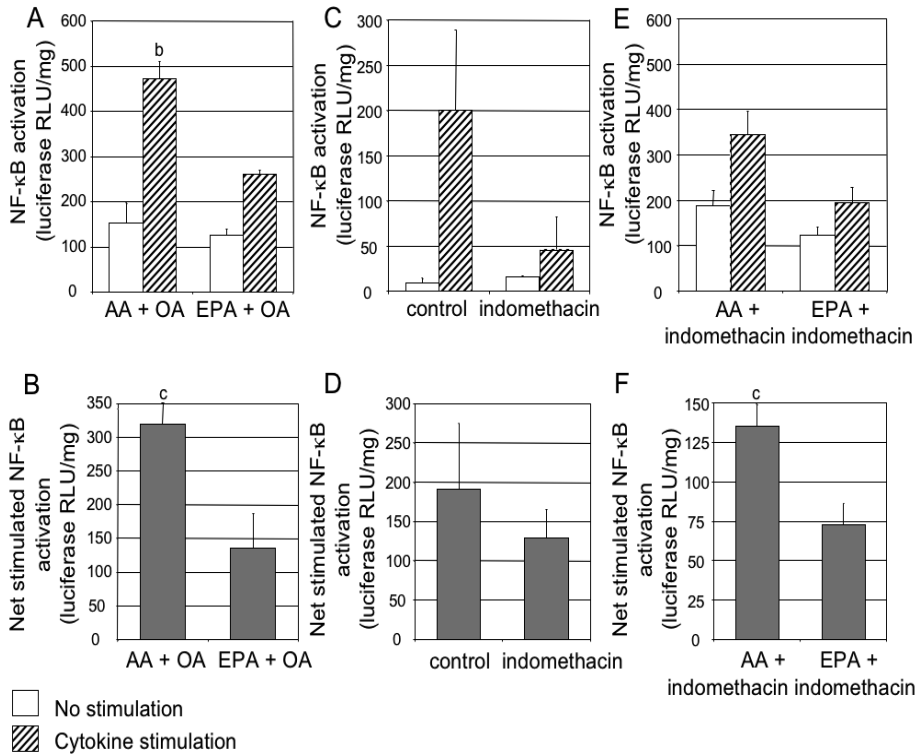 A
NF-κB activation
(luciferase RLU/mg)
600
500
400
300
200
100
0
b
AA + OA
EPA + OA
C
NF-κB activation
(luciferase RLU/mg)
300
250
200
150
100
50
0
control
indomethacin
E
NF-κB activation
(luciferase RLU/mg)
600
500
400
300
200
100
0
AA +
indomethacin
EPA +
indomethacin
B
Net stimulated NF-κB
activation
(luciferase RLU/mg)
350
300
250
200
150
100
50
0
c
AA + OA
EPA + OA
D
Net stimulated NF-κB
activation
(luciferase RLU/mg)
300
250
200
150
100
50
0
control
indomethacin
F
Net stimulated NF-κB
activation
(luciferase RLU/mg)
150
125
100
75
50
25
0
c
AA +
indomethacin
EPA +
indomethacin
No stimulation
Cytokine stimulation